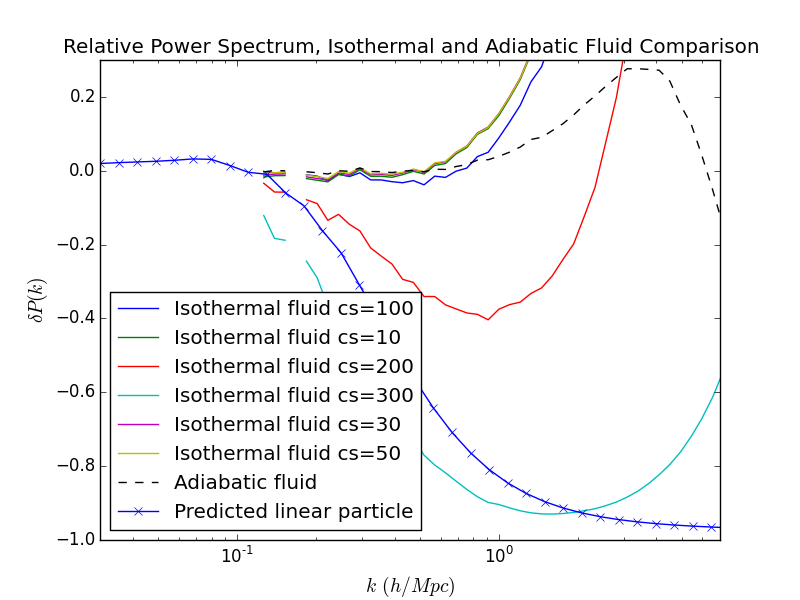 Relative Power Spectrum, Isothermal and Adiabatic Fluid Comparison
0.2
0.0
−0.2
−0.4
−0.6
−0.8
−1.0
δP(k)
Isothermal fluid cs=100
Isothermal fluid cs=10
Isothermal fluid cs=200
Isothermal fluid cs=300
Isothermal fluid cs=30
Isothermal fluid cs=50
Adiabatic fluid
Predicted linear particle
10⁻¹ 10⁰
k (h/Mpc)